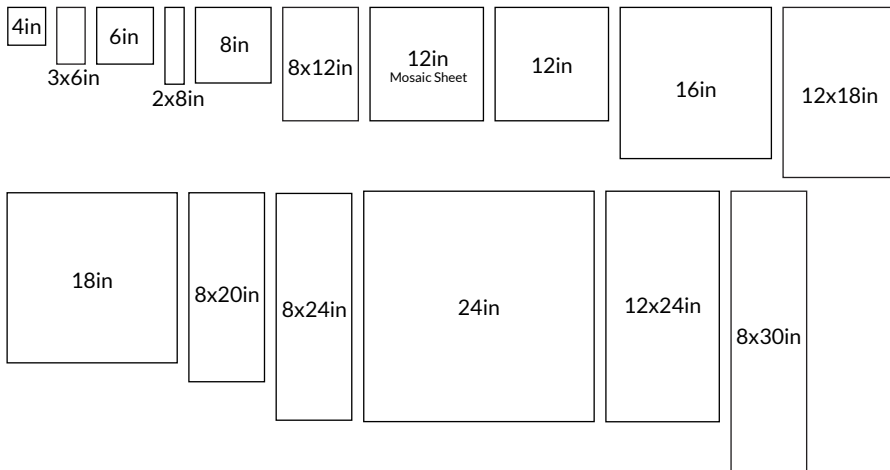 4in
3x6in
6in
2x8in
8in
8x12in
12in
Mosaic Sheet
12in
16in
12x18in
18in
8x20in
8x24in
24in
12x24in
8x30in